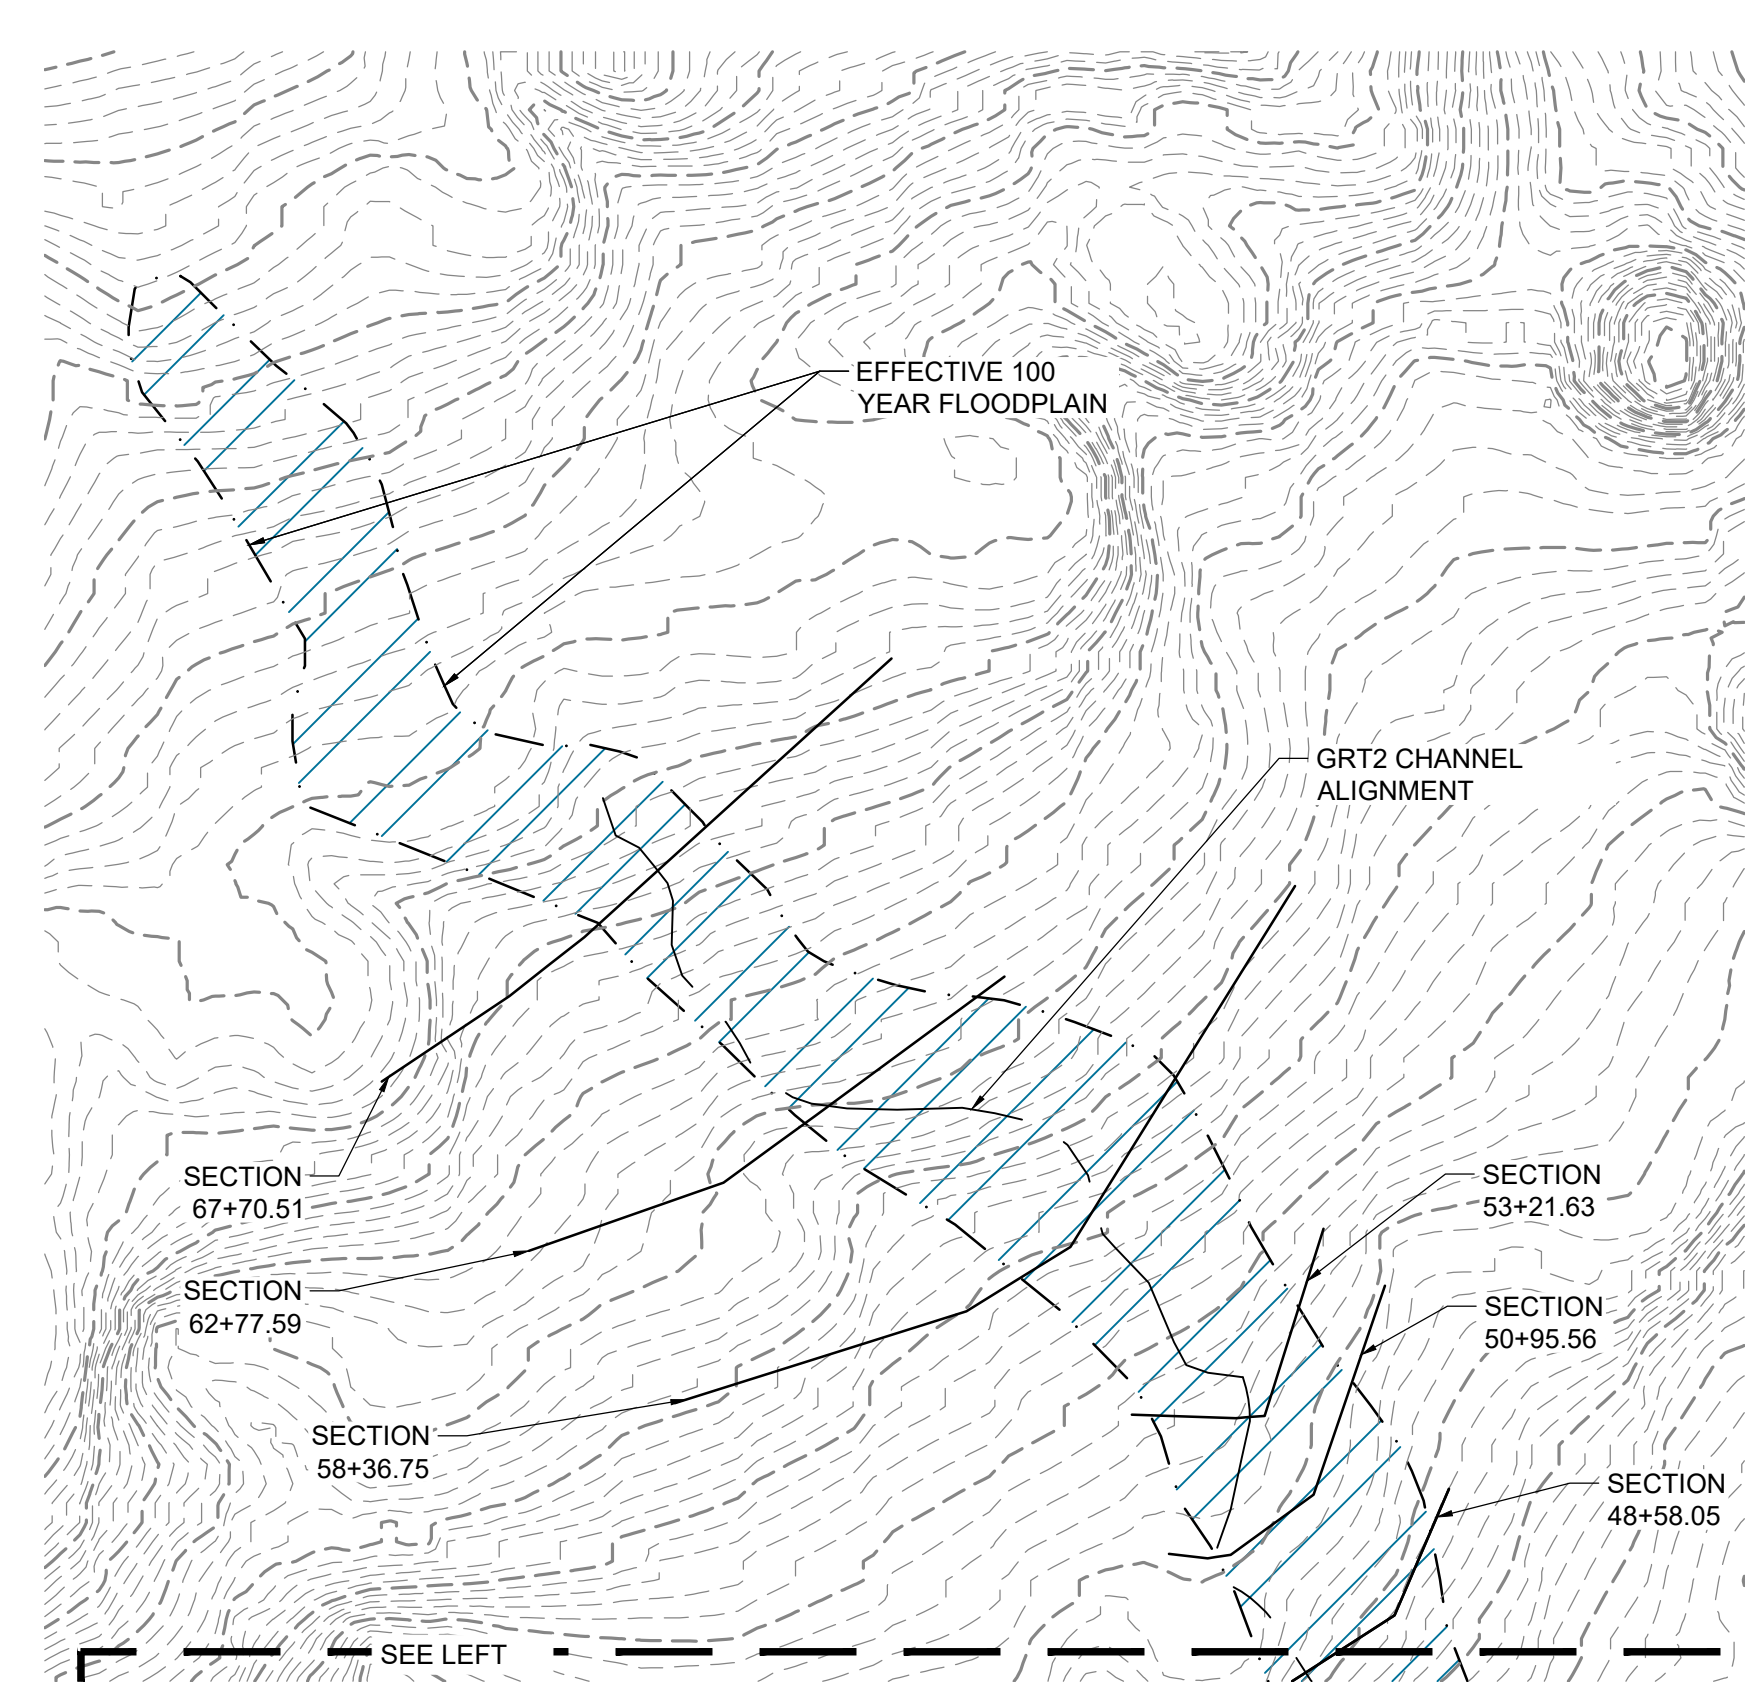 EFFECTIVE 100
YEAR FLOODPLAIN
GRT2 CHANNEL
ALIGNMENT
SECTION
67+70.51
SECTION
53+21.63
SECTION
62+77.59
SECTION
50+95.56
SECTION
58+36.75
SECTION
48+58.05
SEE LEFT